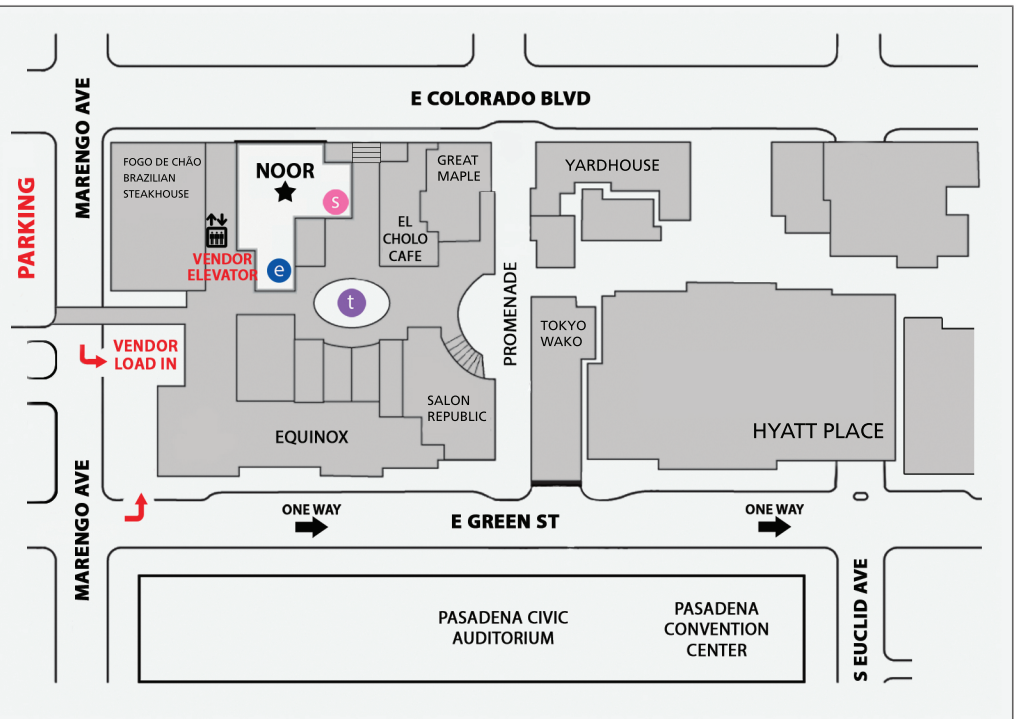 E COLORADO BLVD
MARENGO AVE
PARKING
FOGO DE CHÂO
BRAZILIAN
STEAKHOUSE
NOOR
s
GREAT
MAPLE
YARDHOUSE
EL
CHOLO
CAFE
VENDOR
ELEVATOR
e
t
PROMENADE
TOKYO
WAKO
VENDOR
LOAD IN
SALON
REPUBLIC
EQUINOX
HYATT PLACE
MARENGO AVE
ONE WAY
E GREEN ST
ONE WAY
S EUCLID AVE
PASADENA CIVIC
AUDITORIUM
PASADENA
CONVENTION
CENTER